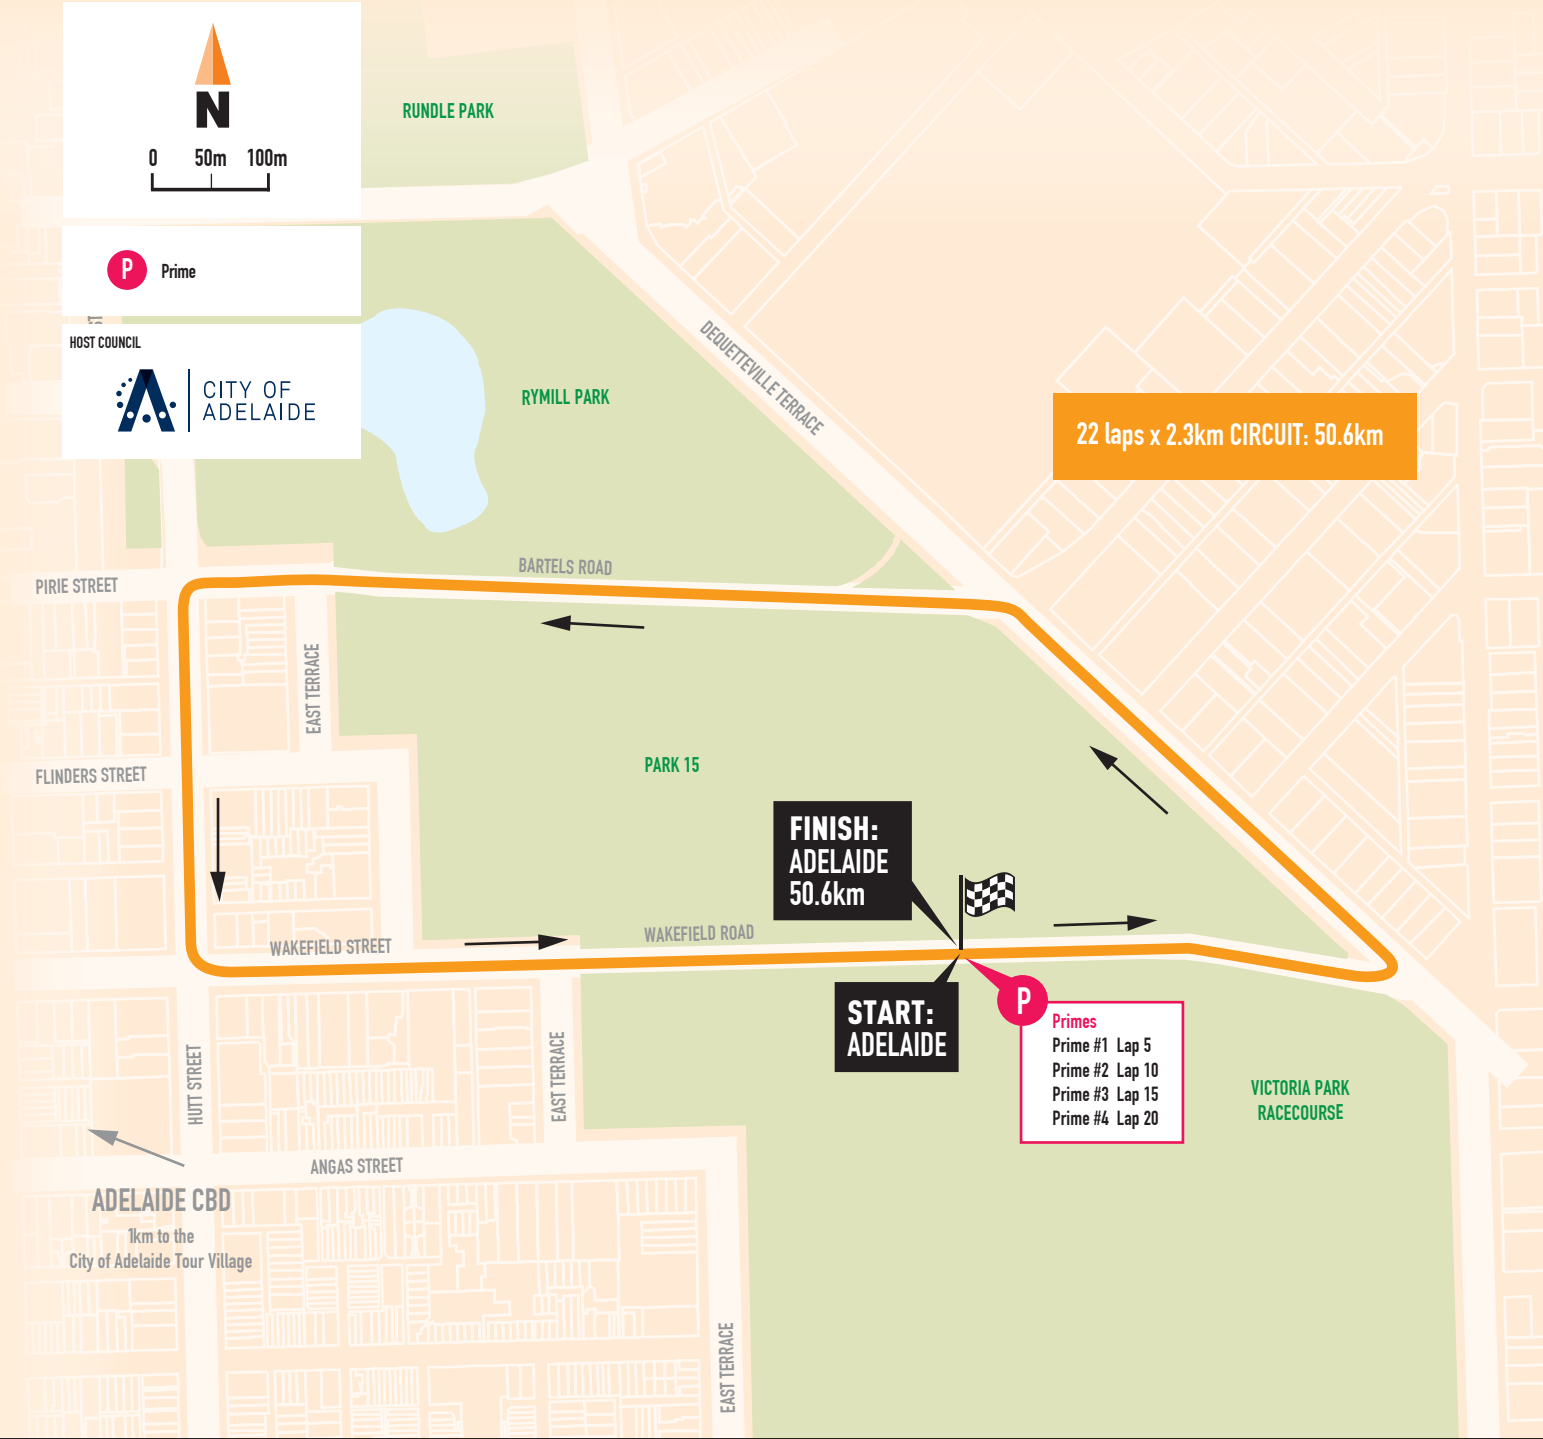 N
0 50m 100m
RUNDLE PARK
P Prime
ST
HOST COUNCIL
CITY OF
ADELAIDE
RYMILL PARK
DEQUETTEVILLE TERRACE
22 laps x 2.3km CIRCUIT: 50.6km
BARTELS ROAD
PIRIE STREET
EAST TERRACE
FLINDERS STREET
PARK 15
FINISH:
ADELAIDE
50.6km
WAKEFIELD STREET
WAKEFIELD ROAD
START:
ADELAIDE
P
Primes
Prime #1 Lap 5
Prime #2 Lap 10
Prime #3 Lap 15
Prime #4 Lap 20
HUTT STREET
EAST TERRACE
VICTORIA PARK
RACECOURSE
ANGAS STREET
ADELAIDE CBD
1km to the
City of Adelaide Tour Village
EAST TERRACE